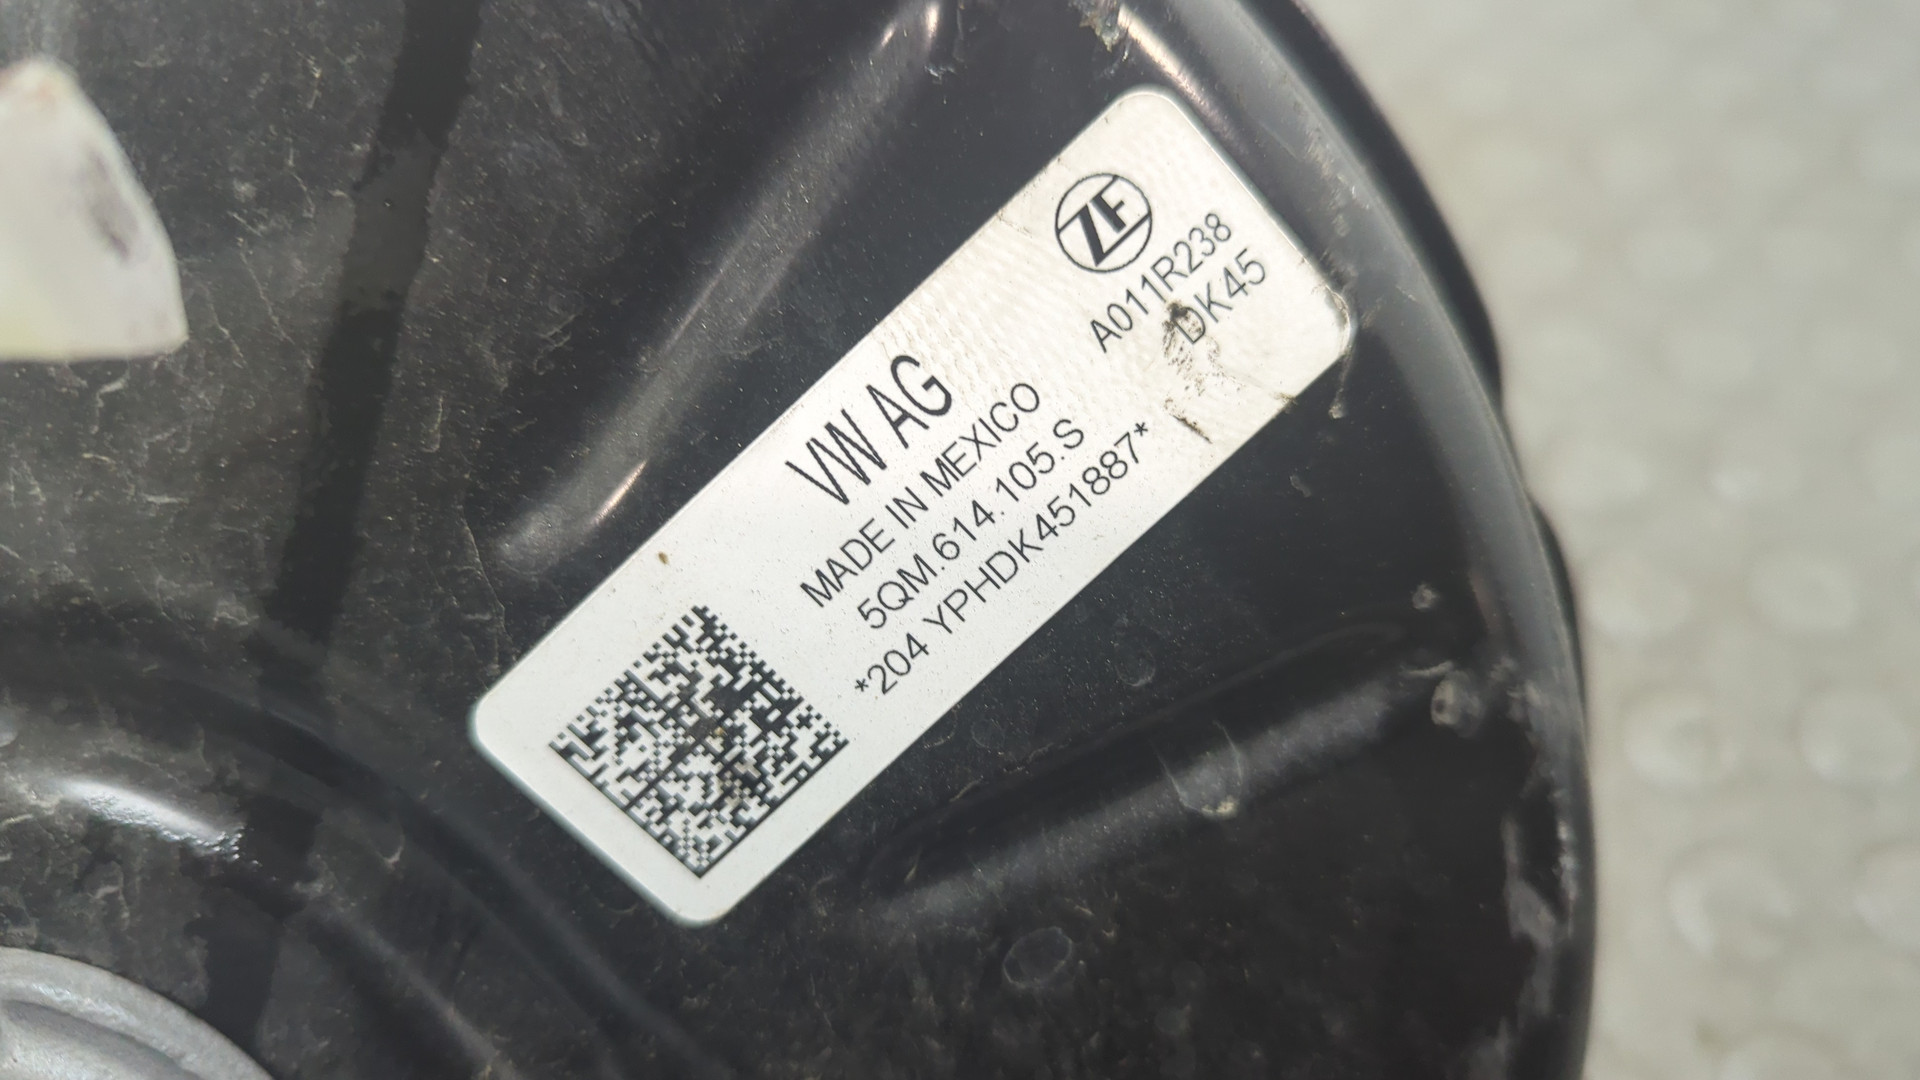 ZF
A011R238
DK45
VW AG
MADE IN MEXICO
5QM.614.105.S
*204 YPHDK451887*